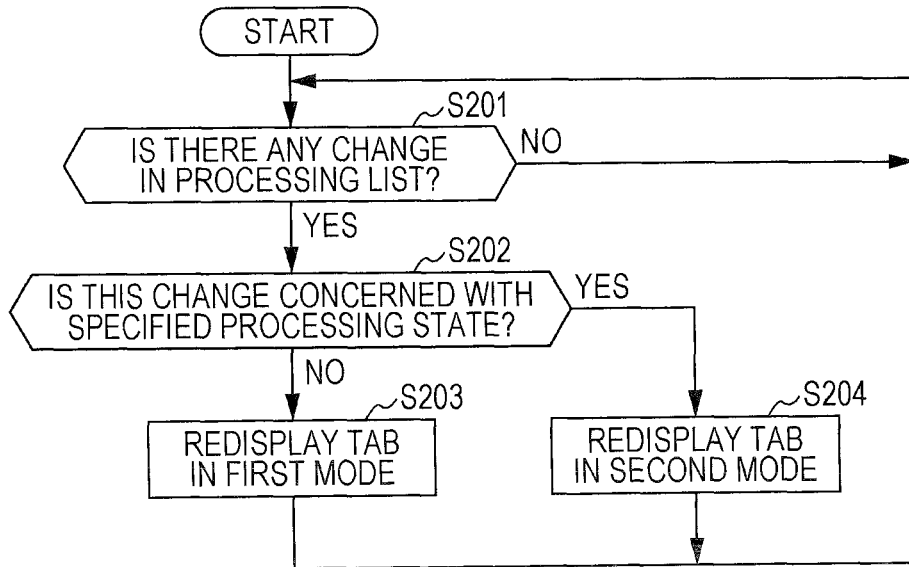 START
S201
IS THERE ANY CHANGE
IN PROCESSING LIST?
NO
YES
S202
IS THIS CHANGE CONCERNED WITH
SPECIFIED PROCESSING STATE?
YES
NO
S203
REDISPLAY TAB
IN FIRST MODE
S204
REDISPLAY TAB
IN SECOND MODE